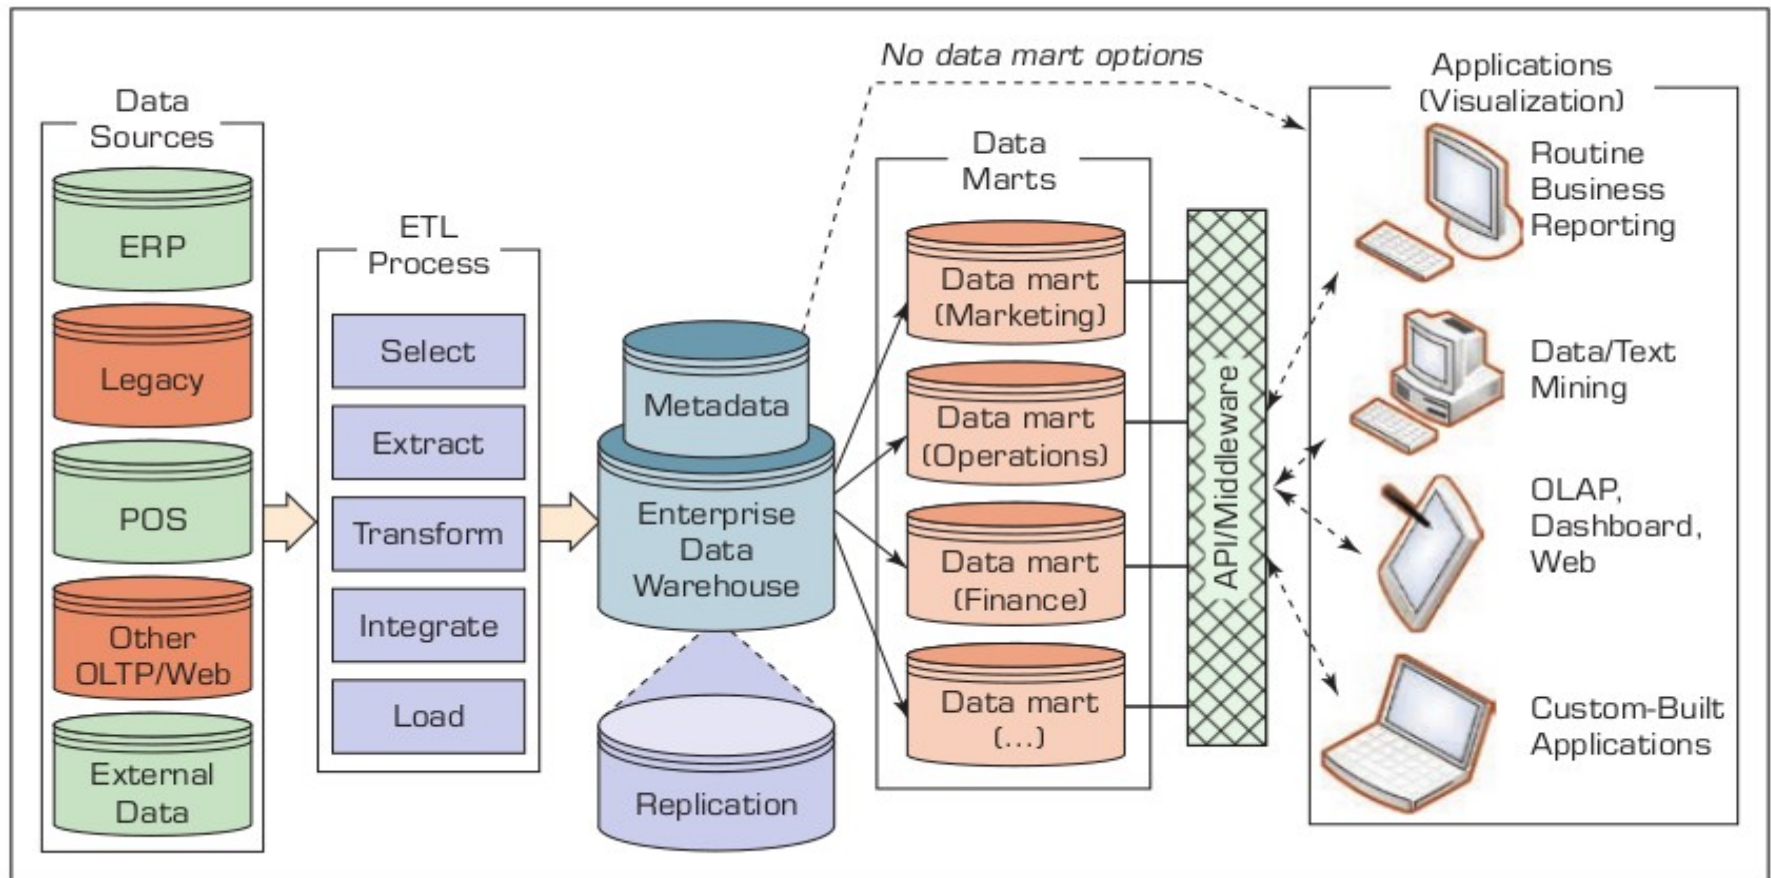 No data mart options
Data
Sources
ERP
Legacy
POS
Other
OLTP/Web
External
Data
ETL
Process
Select
Extract
Transform
Integrate
Load
Metadata
Enterprise
Data
Warehouse
Replication
Data
Marts
Data mart
(Marketing)
Data mart
(Operations)
Data mart
(Finance)
Data mart
(...)
API/Middleware
Applications
(Visualization)
Routine
Business
Reporting
Data/Text
Mining
OLAP,
Dashboard,
Web
Custom-Built
Applications